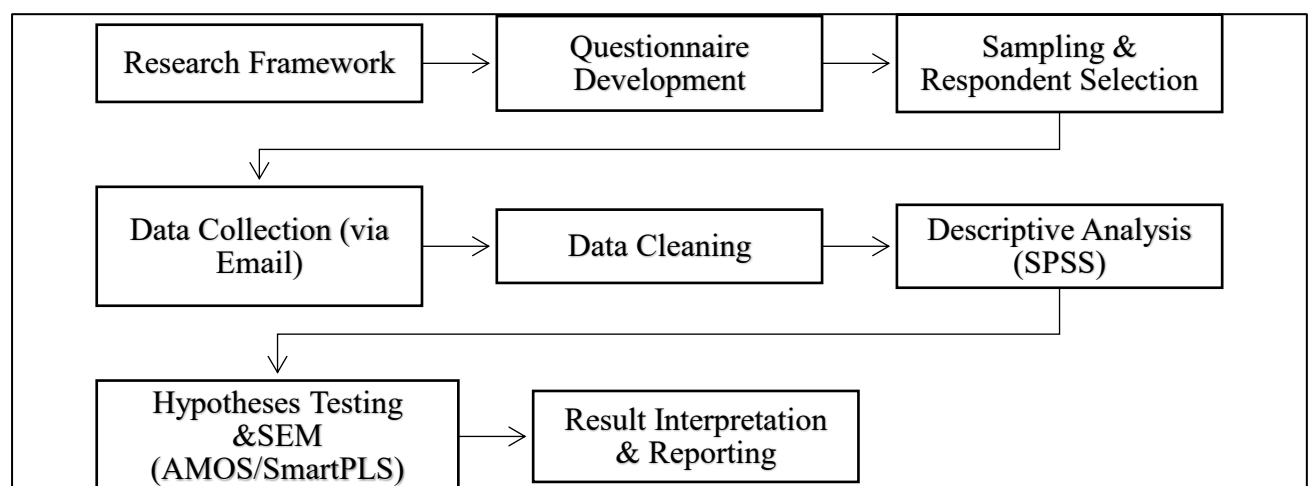 Research Framework
Questionnaire
Development
Sampling &
Respondent Selection
Data Collection (via
Email)
Data Cleaning
Descriptive Analysis
(SPSS)
Hypotheses Testing
&SEM
(AMOS/SmartPLS)
Result Interpretation
& Reporting